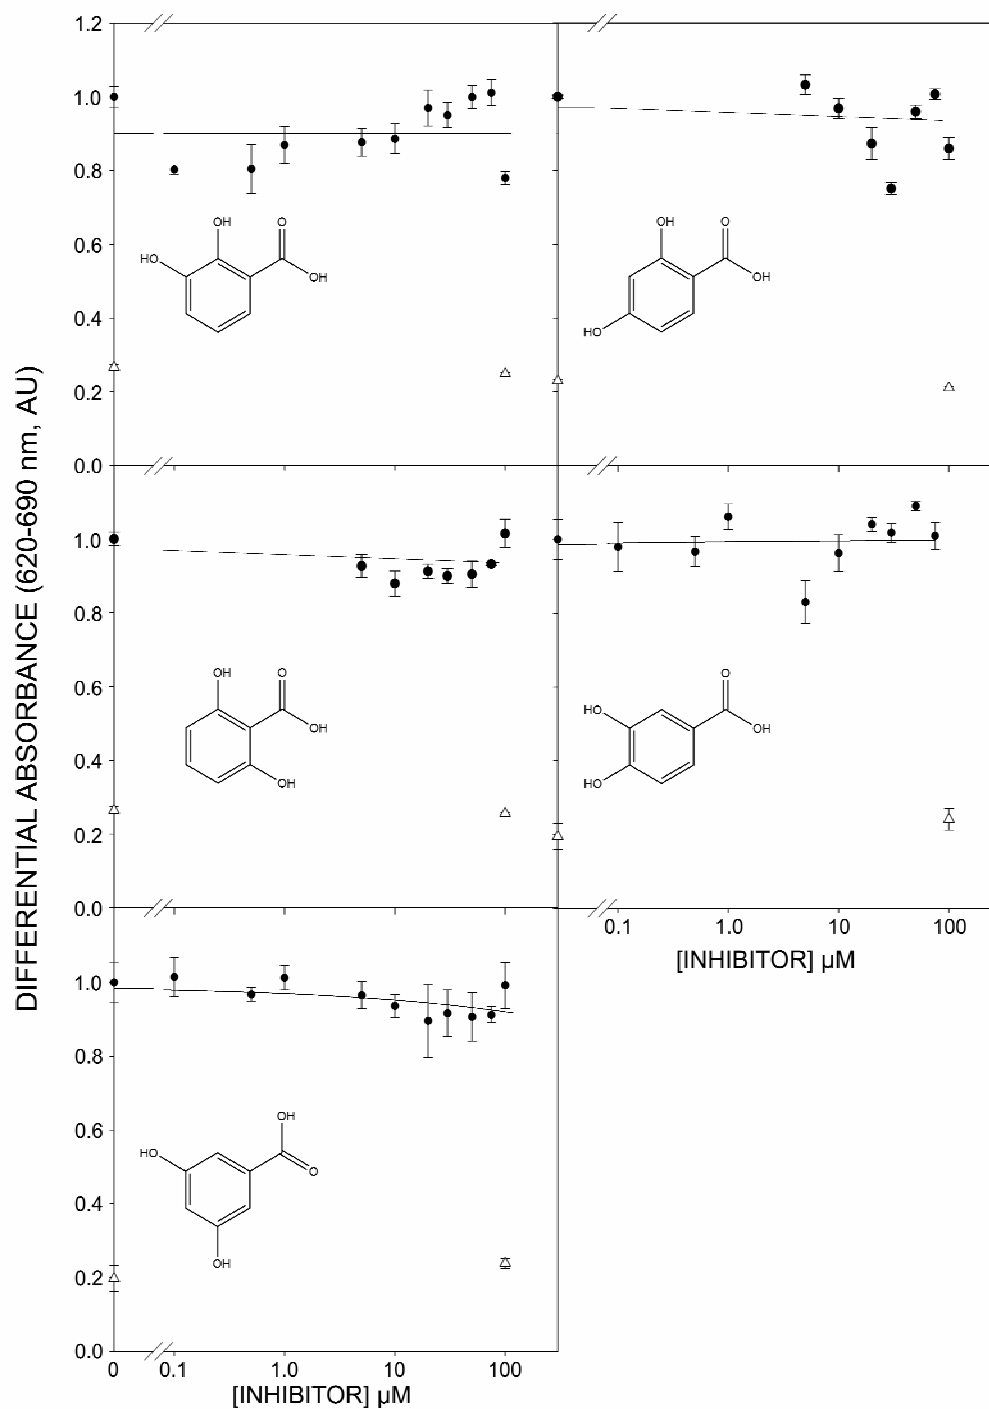 1.2
1.0
0.8
0.6
0.4
0.2
0.0
OH
O
HO
OH
OH
O
OH
HO
1.0
0.8
0.6
0.4
0.2
0.0
OH
O
OH
OH
O
HO
OH
HO
0.1
1.0
10
100
[INHIBITOR] µM
DIFFERENTIAL ABSORBANCE (620-690 nm, AU)
1.0
0.8
0.6
0.4
0.2
0.0
OH
HO
O
OH
0
0.1
1.0
10
100
[INHIBITOR] µM